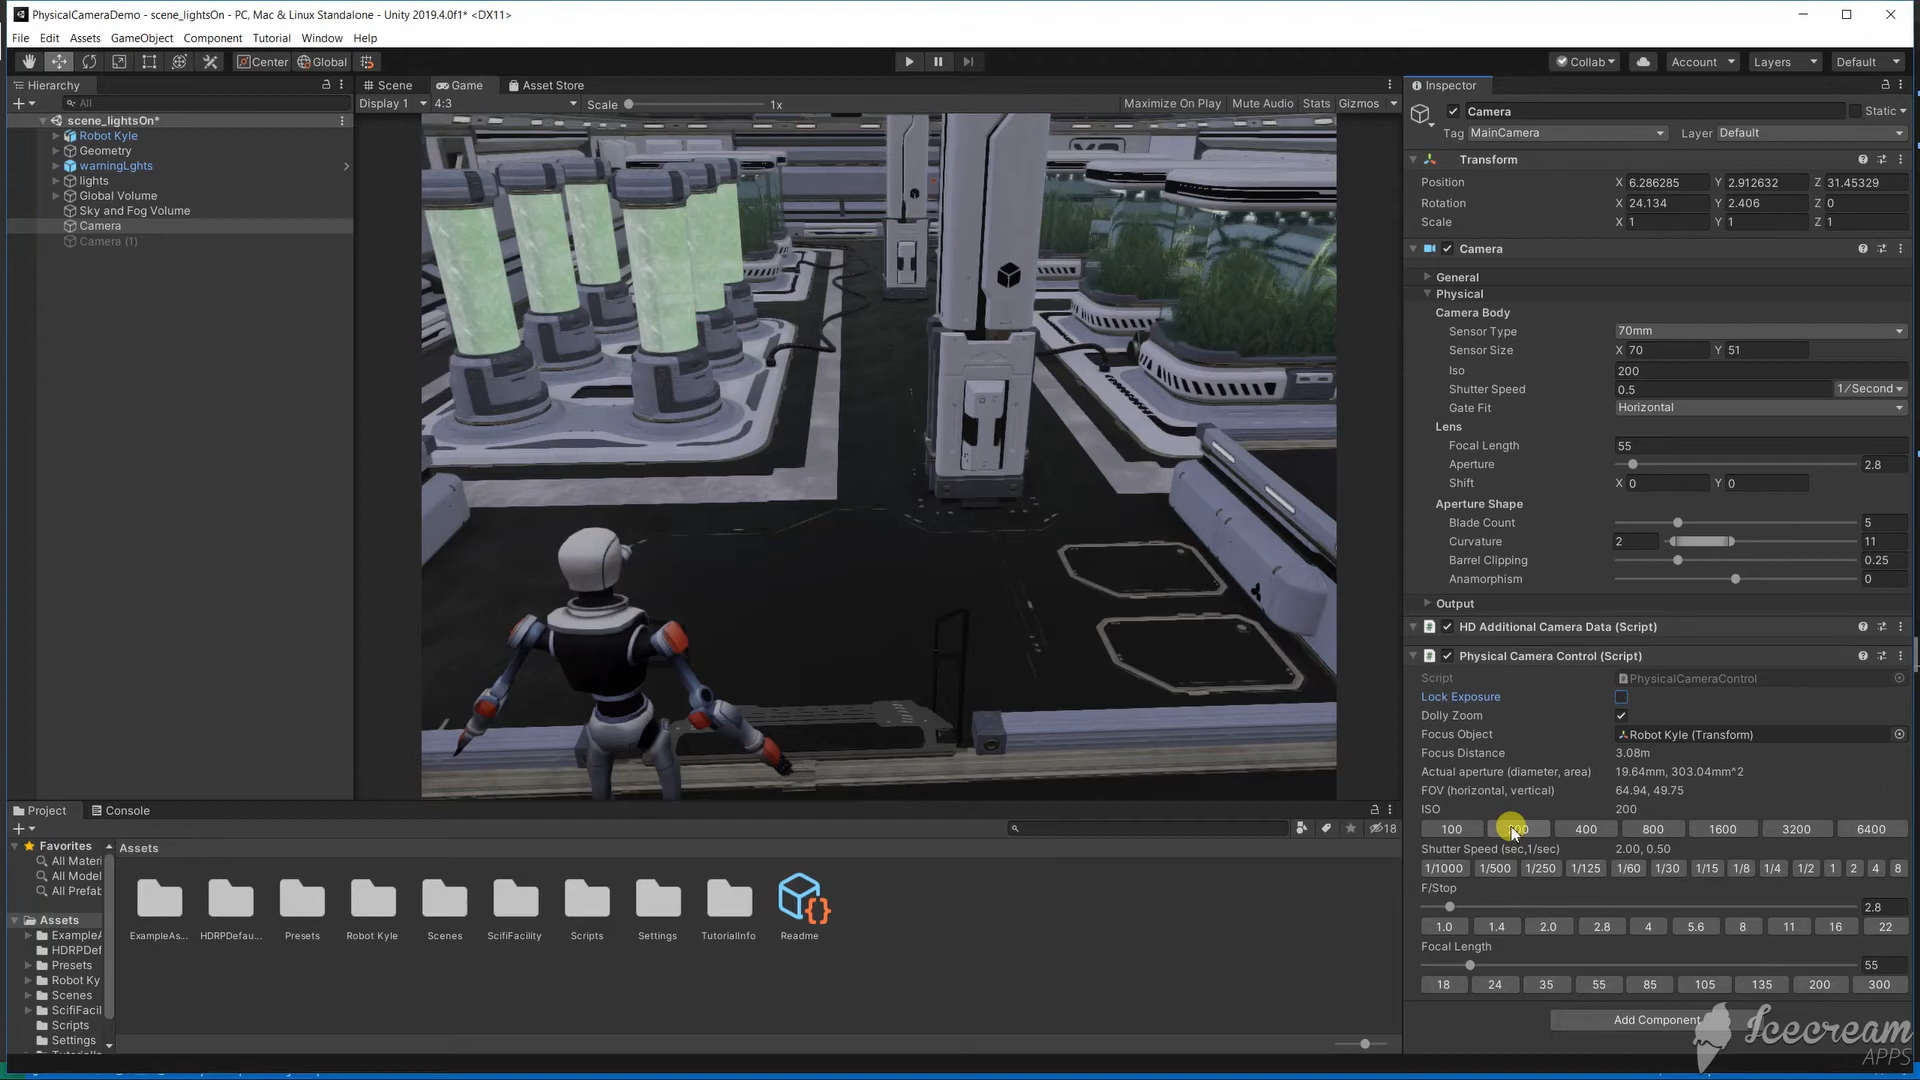 PhysicalCameraDemo - scene_lightsOn - PC, Mac & Linux Standalone - Unity 2019.4.0f1* <DX11>
File Edit Assets GameObject Component Tutorial Window Help
Center Global Collab Account Layers Default
Hierarchy
All
scene_lightsOn*
Robot Kyle
Geometry
warningLghts
lights
Global Volume
Sky and Fog Volume
Camera
Camera (1)
Scene Game Asset Store
Display 1 4:3 Scale 1x Maximize On Play Mute Audio Stats Gizmos
Inspector
Camera Static
Tag MainCamera Layer Default
Transform
Position X 6.286285 Y 2.912632 Z 31.45329
Rotation X 24.134 Y 2.406 Z 0
Scale X 1 Y 1 Z 1
Camera
General
Physical
Camera Body
Sensor Type 70mm
Sensor Size X 70 Y 51
Iso 200
Shutter Speed 0.5 1/Second
Gate Fit Horizontal
Lens
Focal Length 55
Aperture 2.8
Shift X 0 Y 0
Aperture Shape
Blade Count 5
Curvature 2 11
Barrel Clipping 0.25
Anamorphism 0
Output
HD Additional Camera Data (Script)
Physical Camera Control (Script)
Script PhysicalCameraControl
Lock Exposure
Dolly Zoom
Focus Object Robot Kyle (Transform)
Focus Distance 3.08m
Actual aperture (diameter, area) 19.64mm, 303.04mm^2
FOV (horizontal, vertical) 64.94, 49.75
ISO 200
100 200 400 800 1600 3200 6400
Shutter Speed (sec,1/sec) 2.00, 0.50
1/1000 1/500 1/250 1/125 1/60 1/30 1/15 1/8 1/4 1/2 1 2 4 8
F/Stop
2.8
1.0 1.4 2.0 2.8 4 5.6 8 11 16 22
Focal Length
55
18 24 35 55 85 105 135 200 300
Add Component
Project Console
18
Favorites
All Materi
All Model
All Prefab
Assets
ExampleA
HDRPDef
Presets
Robot Ky
Scenes
ScifiFacil
Scripts
Settings
Assets
ExampleAs... HDRPDefau... Presets Robot Kyle Scenes ScifiFacility Scripts Settings TutorialInfo Readme
Icecream
APPS